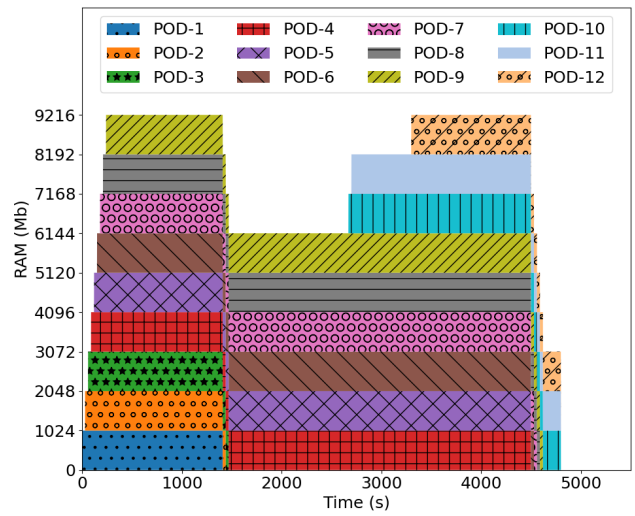 POD-1 POD-4 POD-7 POD-10
POD-2 POD-5 POD-8 POD-11
POD-3 POD-6 POD-9 POD-12
9216
8192
7168
6144
5120
4096
3072
2048
1024
0
RAM (Mb)
0 1000 2000 3000 4000 5000
Time (s)